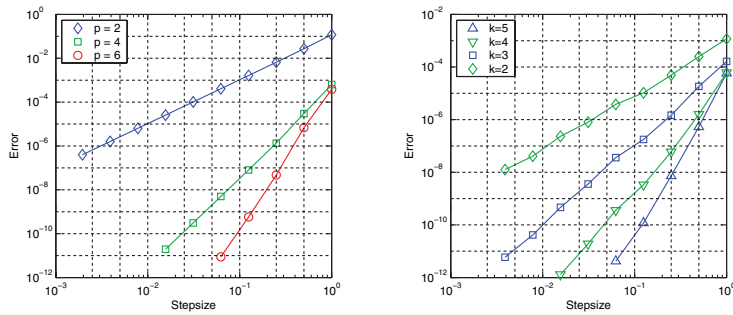 10^0
10^-2
10^-4
10^-6
10^-8
10^-10
10^-12
Error
p = 2
p = 4
p = 6
10^-3
10^-2
10^-1
10^0
Stepsize
10^-2
10^-4
10^-6
10^-8
10^-10
10^-12
Error
k=5
k=4
k=3
k=2
10^-3
10^-2
10^-1
10^0
Stepsize